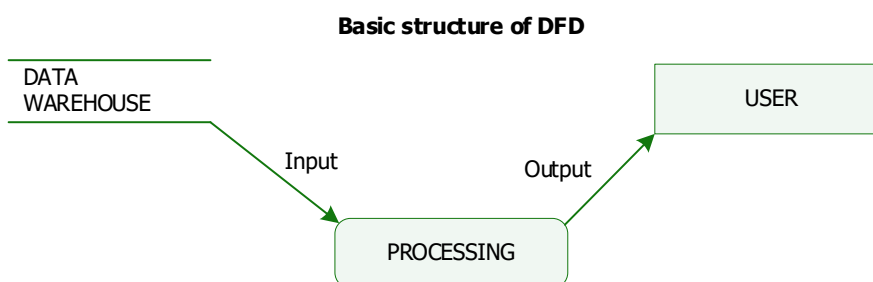 Basic structure of DFD
DATA
WAREHOUSE
USER
Input
Output
PROCESSING